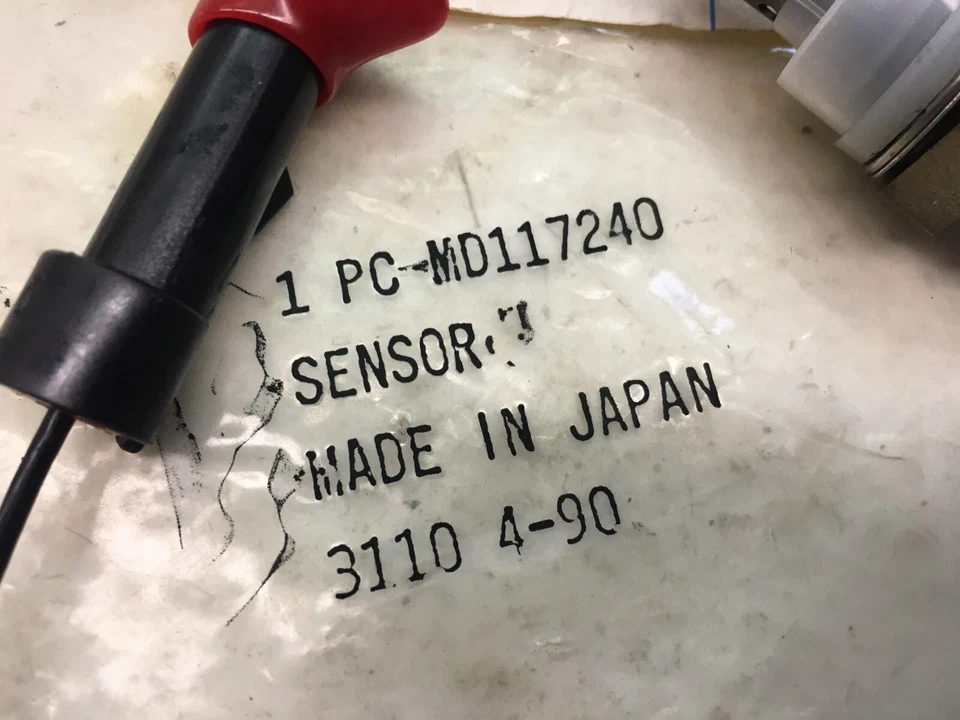 1 PC-MD117240
SENSOR
MADE IN JAPAN
3110 4-90